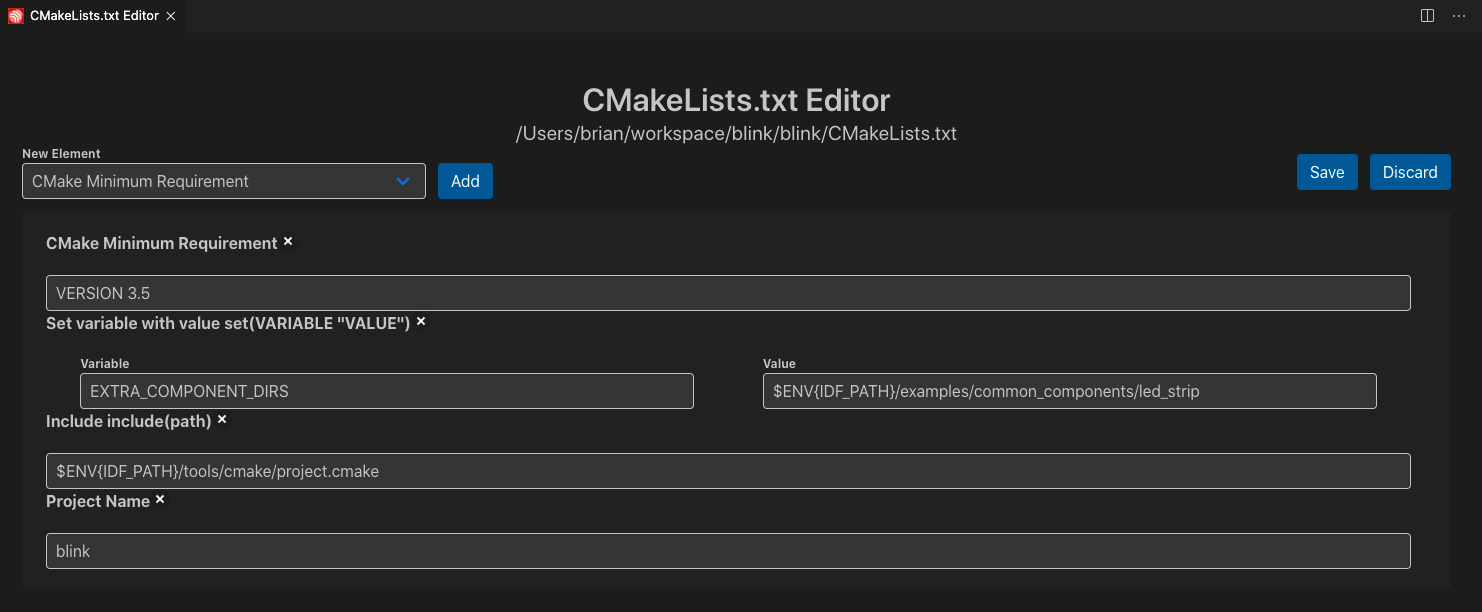 CMakeLists.txt Editor
CMakeLists.txt Editor
/Users/brian/workspace/blink/blink/CMakeLists.txt
New Element
CMake Minimum Requirement
Add
Save
Discard
CMake Minimum Requirement
VERSION 3.5
Set variable with value set(VARIABLE "VALUE")
Variable
Value
EXTRA_COMPONENT_DIRS
$ENV{IDF_PATH}/examples/common_components/led_strip
Include include(path)
$ENV{IDF_PATH}/tools/cmake/project.cmake
Project Name
blink